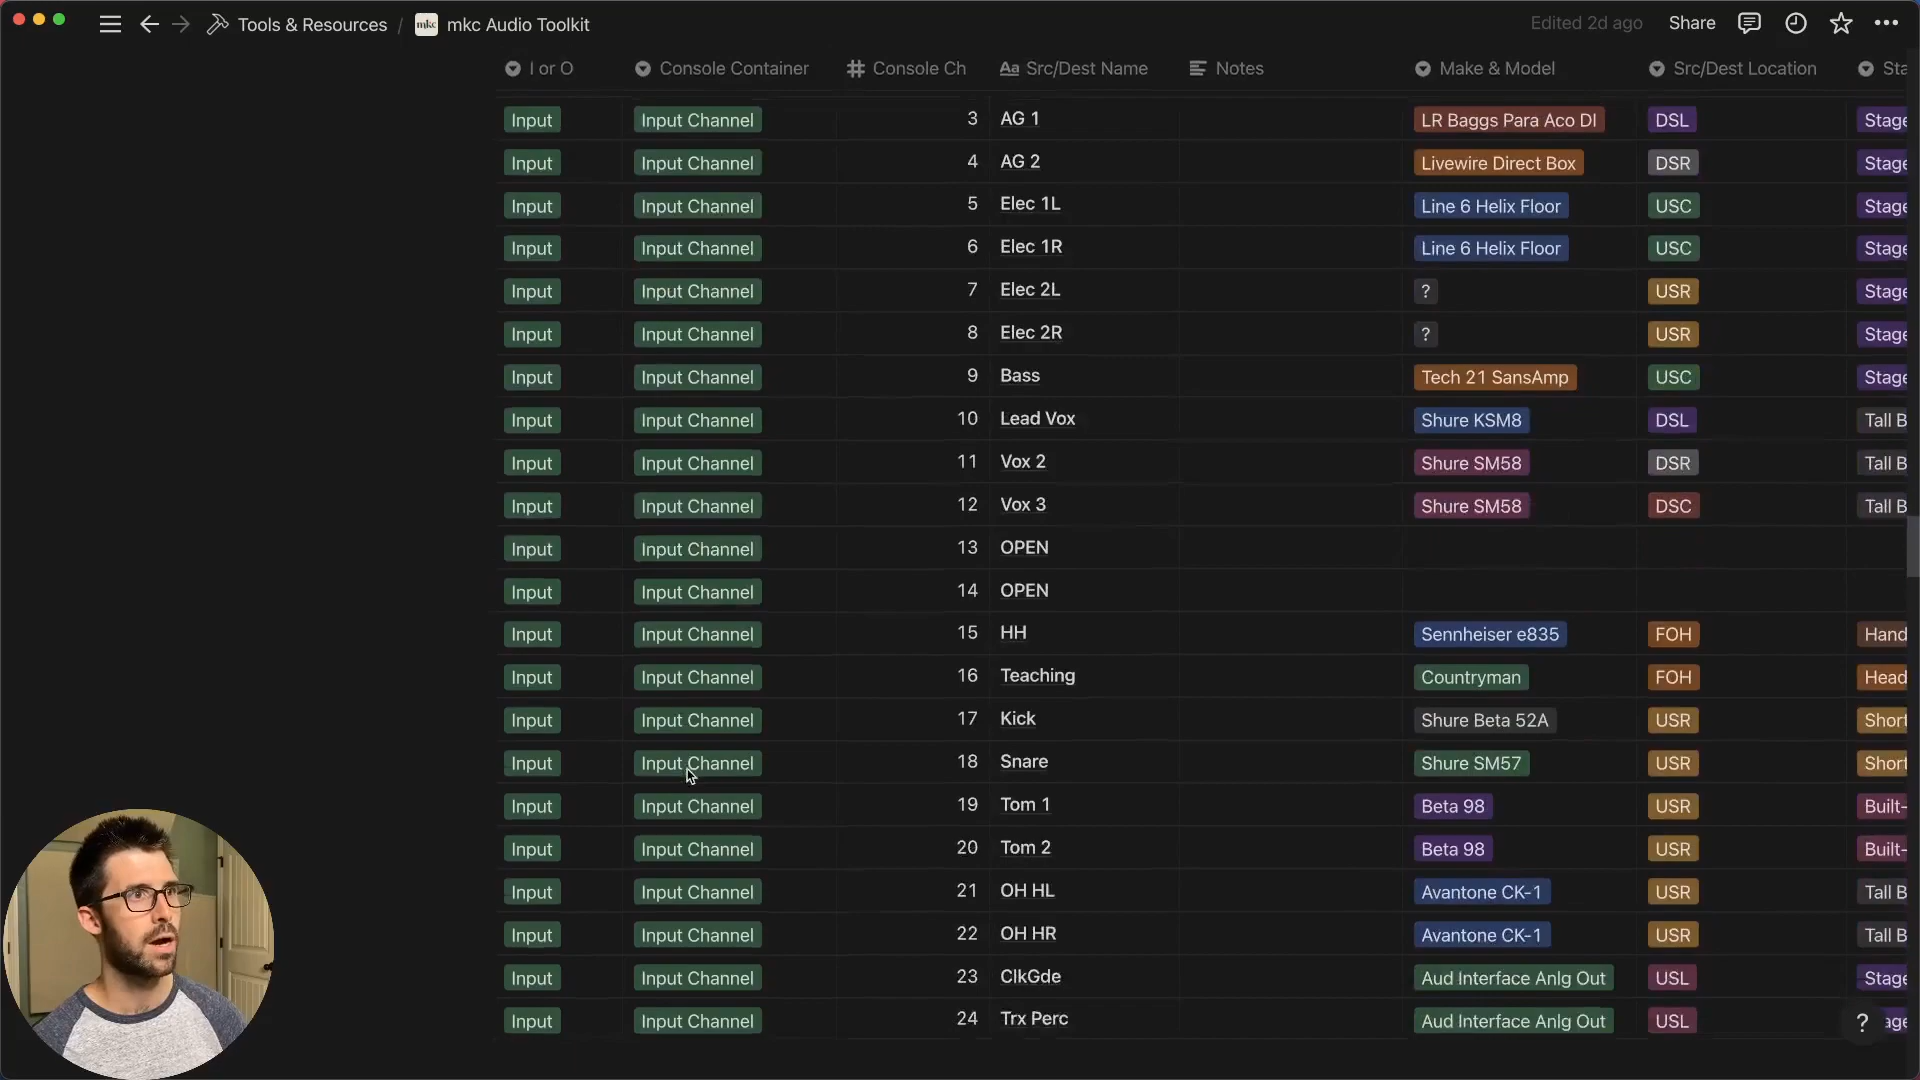 Tools & Resources / mkc mkc Audio Toolkit Edited 2d ago Share
I or O Console Container # Console Ch Aa Src/Dest Name Notes Make & Model Src/Dest Location Sta
Input Input Channel 3 AG 1 LR Baggs Para Aco DI DSL Stage
Input Input Channel 4 AG 2 Livewire Direct Box DSR Stage
Input Input Channel 5 Elec 1L Line 6 Helix Floor USC Stage
Input Input Channel 6 Elec 1R Line 6 Helix Floor USC Stage
Input Input Channel 7 Elec 2L ? USR Stage
Input Input Channel 8 Elec 2R ? USR Stage
Input Input Channel 9 Bass Tech 21 SansAmp USC Stage
Input Input Channel 10 Lead Vox Shure KSM8 DSL Tall B
Input Input Channel 11 Vox 2 Shure SM58 DSR Tall B
Input Input Channel 12 Vox 3 Shure SM58 DSC Tall B
Input Input Channel 13 OPEN
Input Input Channel 14 OPEN
Input Input Channel 15 HH Sennheiser e835 FOH Hand
Input Input Channel 16 Teaching Countryman FOH Head
Input Input Channel 17 Kick Shure Beta 52A USR Short
Input Input Channel 18 Snare Shure SM57 USR Short
Input Input Channel 19 Tom 1 Beta 98 USR Built-
Input Input Channel 20 Tom 2 Beta 98 USR Built-
Input Input Channel 21 OH HL Avantone CK-1 USR Tall B
Input Input Channel 22 OH HR Avantone CK-1 USR Tall B
Input Input Channel 23 ClkGde Aud Interface Anlg Out USL Stage
Input Input Channel 24 Trx Perc Aud Interface Anlg Out USL ? age